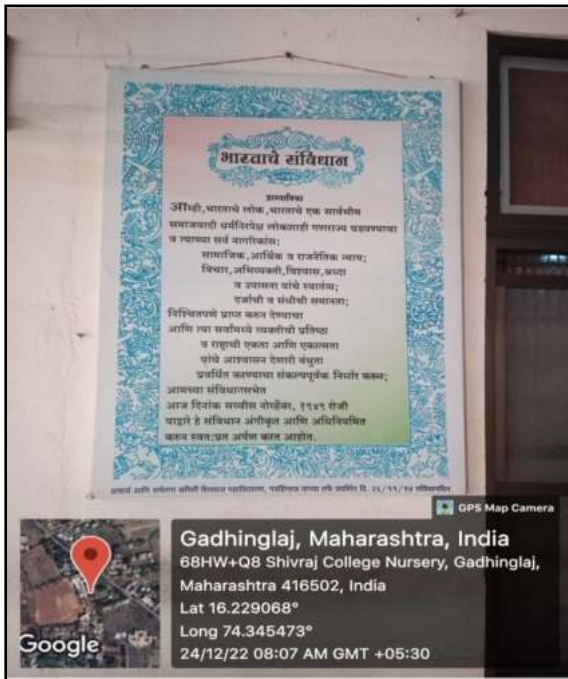 भारताचे संविधान
प्रास्ताविका
आम्ही, भारताचे लोक, भारताचे एक सार्वभौम
समाजवादी धर्मनिरपेक्ष लोकशाही गणराज्य घडवण्याचा
व त्याच्या सर्व नागरिकांस:
सामाजिक, आर्थिक व राजनैतिक न्याय;
विचार, अभिव्यक्ती, विश्वास, श्रध्दा
व उपासना यांचे स्वातंत्र्य;
दर्जाची व संधीची समानता;
निश्चितपणे प्राप्त करुन देण्याचा
आणि त्या सर्वांमध्ये व्यक्तीची प्रतिष्ठा
व राष्ट्राची एकता आणि एकात्मता
यांचे आश्वासन देणारी बंधुता
प्रवर्धित करण्याचा संकल्पपूर्वक निर्धार करुन;
आमच्या संविधानसभेत
आज दिनांक सव्वीस नोव्हेंबर, १९४९ रोजी
याद्वारे हे संविधान अंगीकृत आणि अधिनियमित
करुन स्वत:प्रत अर्पण करत आहोत.
GPS Map Camera
Gadhinglaj, Maharashtra, India
68HW+Q8 Shivraj College Nursery, Gadhinglaj,
Maharashtra 416502, India
Lat 16.229068°
Long 74.345473°
24/12/22 08:07 AM GMT +05:30
Google